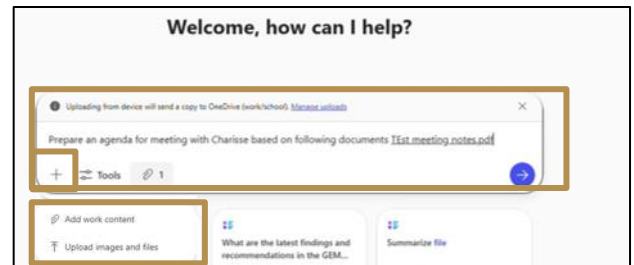 Welcome, how can I help?
Uploading from device will send a copy to OneDrive (work/school). Manage uploads
Prepare an agenda for meeting with Charisse based on following documents TEst meeting notes.pdf
Tools 1
Add work content
Upload images and files
What are the latest findings and
recommendations in the GEM...
Summarize file